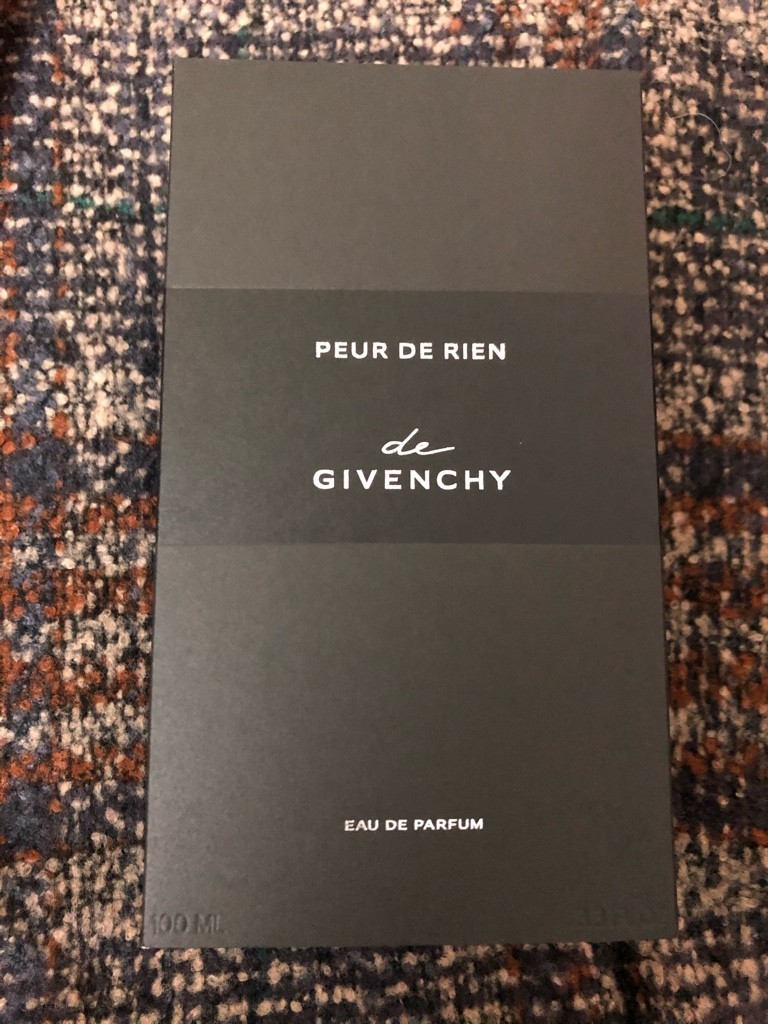 PEUR DE RIEN
de
GIVENCHY
EAU DE PARFUM
100 ML